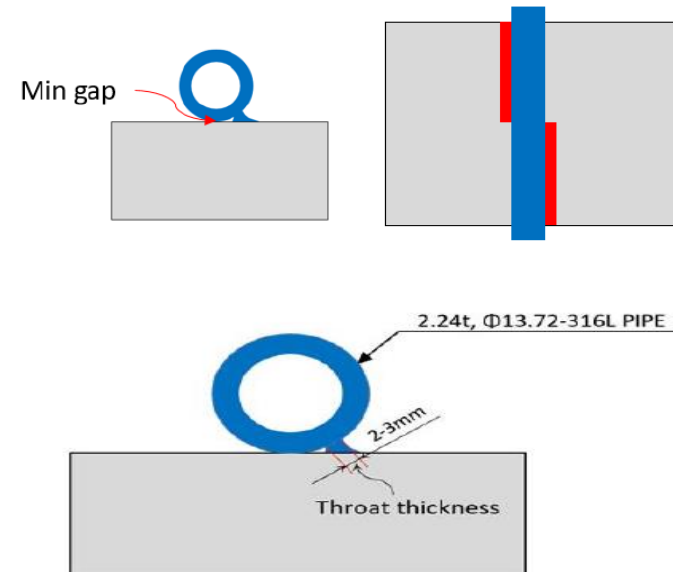 Min gap
2.24t, Φ13.72-316L PIPE
2-3mm
Throat thickness